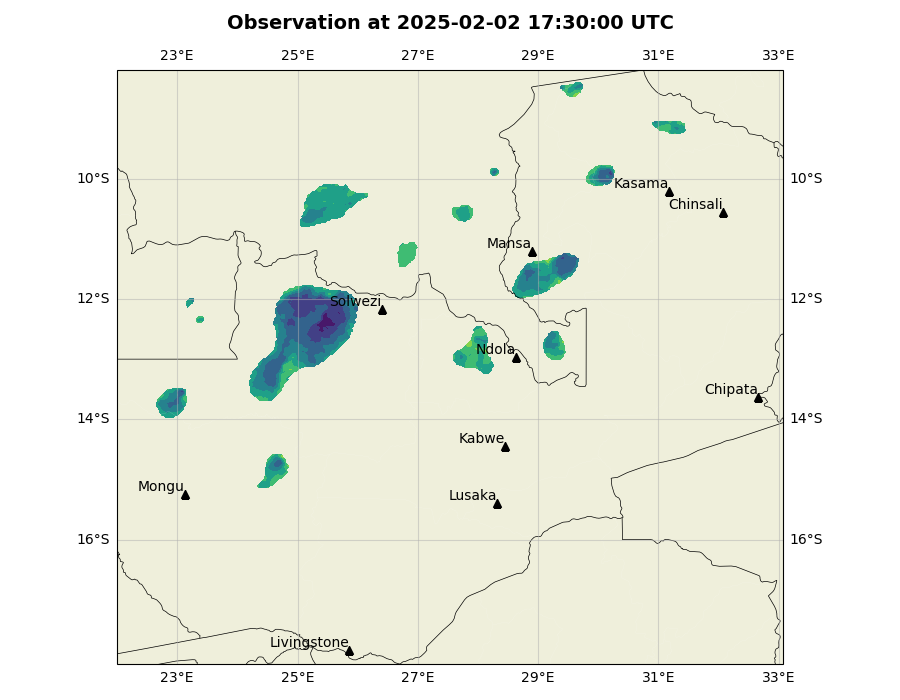 Observation at 2025-02-02 17:30:00 UTC
23°E 25°E 27°E 29°E 31°E 33°E
10°S 10°S
Kasama
Chinsali
Mansa
12°S 12°S
Solwezi
Ndola
Chipata
14°S 14°S
Kabwe
Mongu
Lusaka
16°S 16°S
Livingstone
23°E 25°E 27°E 29°E 31°E 33°E